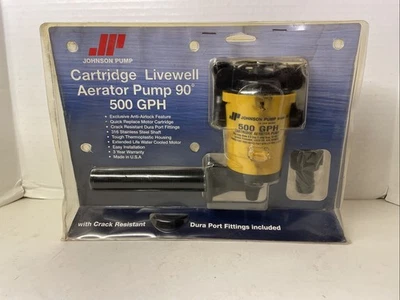 JP
JOHNSON PUMP
Cartridge Livewell
Aerator Pump 90°
500 GPH
• Exclusive Anti-Airlock Feature
• Quick Replace Motor Cartridge
• Crack Resistant Dura Port Fittings
• 316 Stainless Steel Shaft
• Tough Thermoplastic Housing
• Extended Life Water Cooled Motor
• Easy Installation
• 3 Year Warranty
• Made in U.S.A.
JOHNSON PUMP
500 GPH
with Crack Resistant Dura Port Fittings included